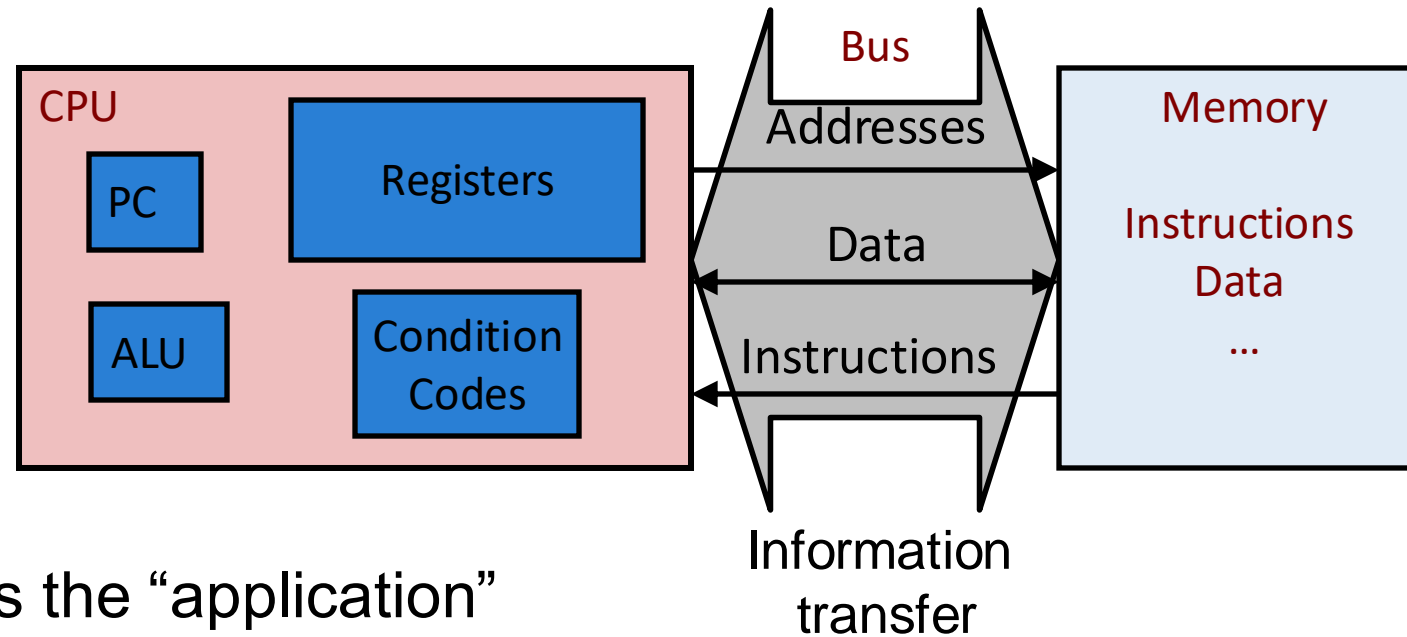 CPU
PC
Registers
ALU
Condition
Codes
Bus
Addresses
Data
Instructions
Memory
Instructions
Data
...
Information
transfer
s the “application”